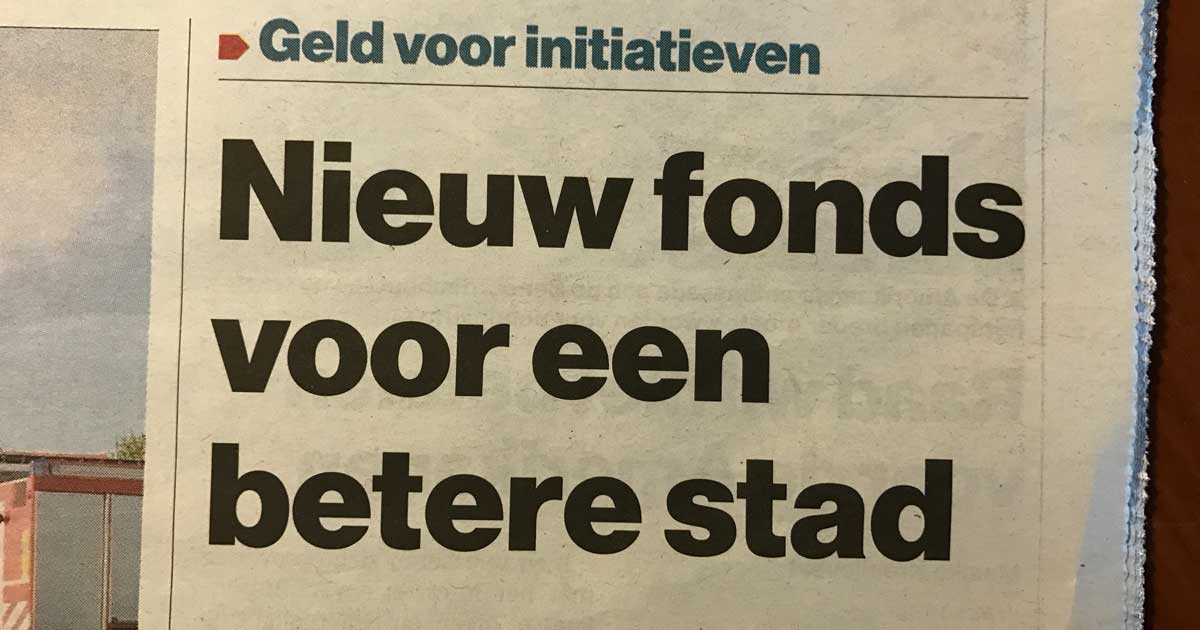 Geld voor initiatieven
Nieuw fonds
voor een
betere stad